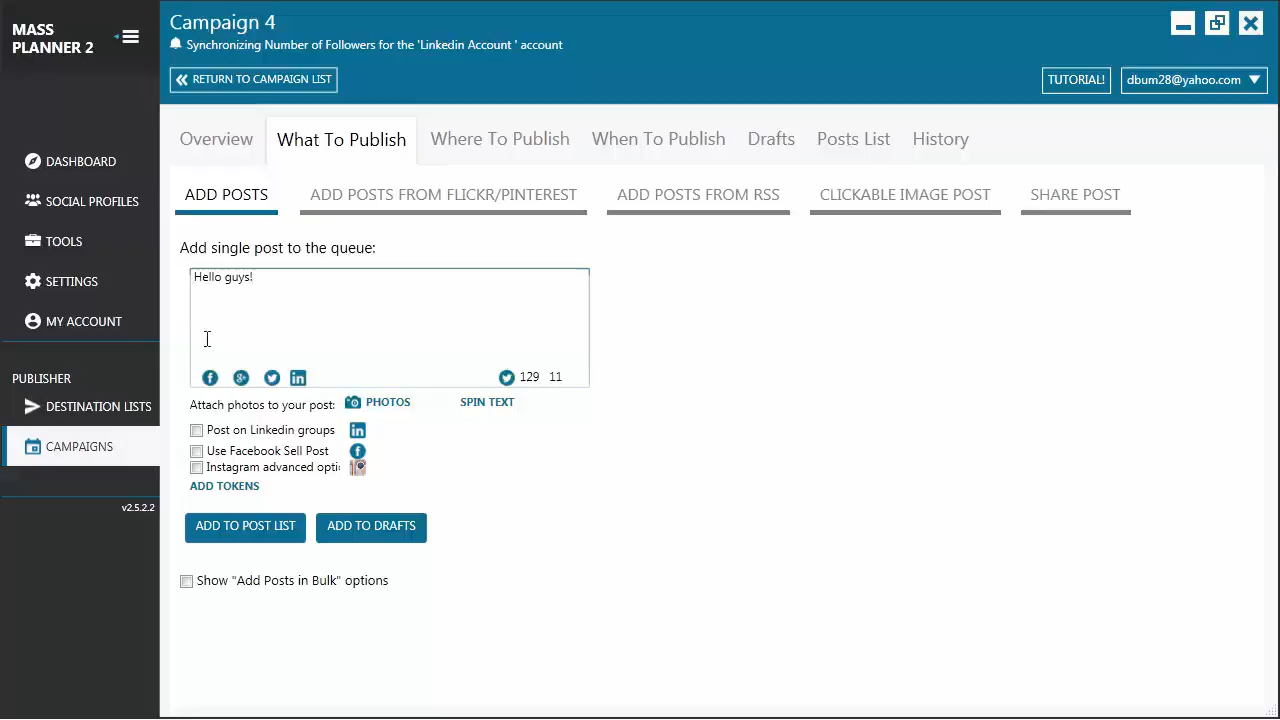 MASS
PLANNER 2
Campaign 4
Synchronizing Number of Followers for the 'Linkedin Account ' account
RETURN TO CAMPAIGN LIST
TUTORIAL!
dbum28@yahoo.com
Overview
What To Publish
Where To Publish
When To Publish
Drafts
Posts List
History
DASHBOARD
SOCIAL PROFILES
TOOLS
SETTINGS
MY ACCOUNT
PUBLISHER
DESTINATION LISTS
CAMPAIGNS
v2.5.2.2
ADD POSTS
ADD POSTS FROM FLICKR/PINTEREST
ADD POSTS FROM RSS
CLICKABLE IMAGE POST
SHARE POST
Add single post to the queue:
Hello guys!
129 11
Attach photos to your post:
PHOTOS
SPIN TEXT
Post on Linkedin groups
Use Facebook Sell Post
Instagram advanced opti
ADD TOKENS
ADD TO POST LIST
ADD TO DRAFTS
Show "Add Posts in Bulk" options